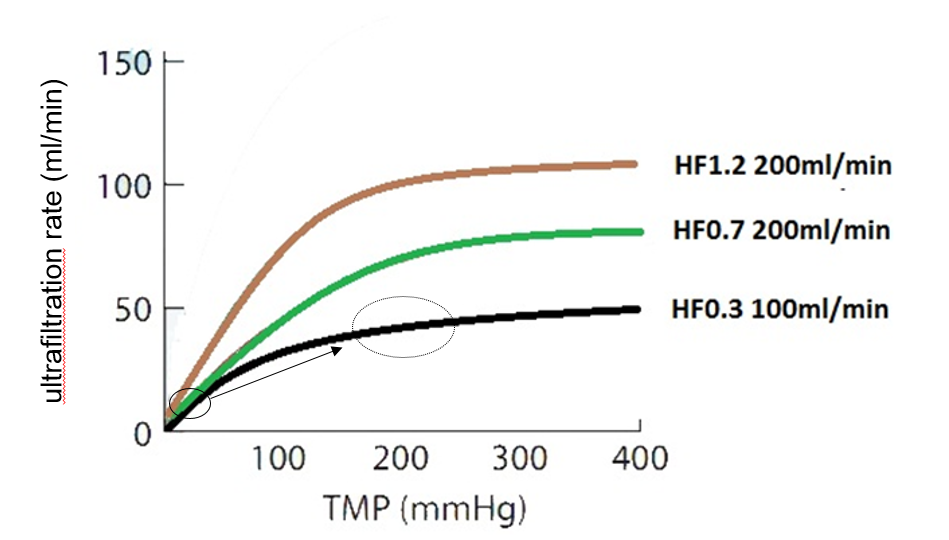 150
100
50
0
ultrafiltration rate (ml/min)
HF1.2 200ml/min
HF0.7 200ml/min
HF0.3 100ml/min
100 200 300 400
TMP (mmHg)